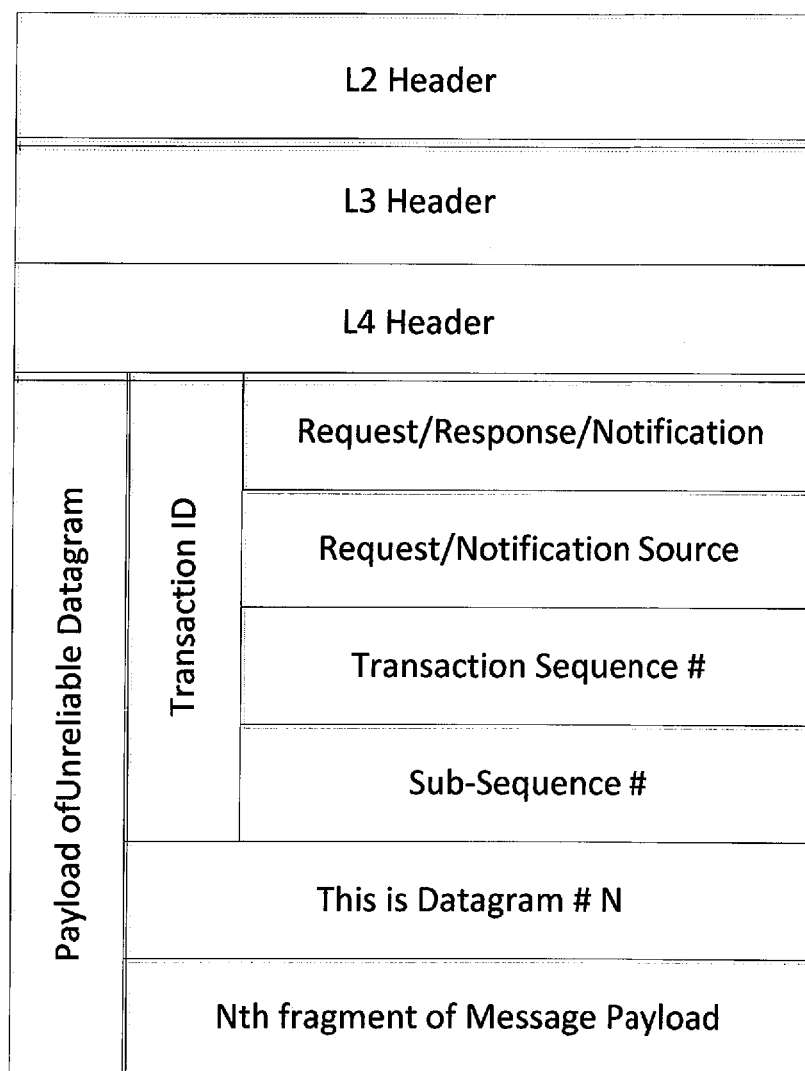 L2 Header
L3 Header
L4 Header
Payload ofUnreliable Datagram
Transaction ID
Request/Response/Notification
Request/Notification Source
Transaction Sequence #
Sub-Sequence #
This is Datagram # N
Nth fragment of Message Payload